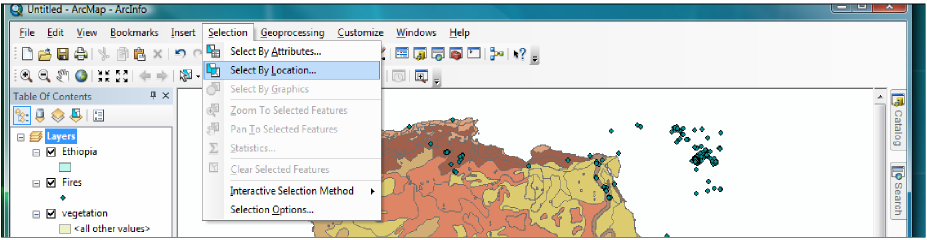 Untitled - ArcMap - ArcInfo
File Edit View Bookmarks Insert Selection Geoprocessing Customize Windows Help
Select By Attributes...
Select By Location...
Select By Graphics
Zoom To Selected Features
Pan To Selected Features
Statistics...
Clear Selected Features
Interactive Selection Method
Selection Options...
Table Of Contents
Layers
Ethiopia
Fires
vegetation
<all other values>
Catalog
Search